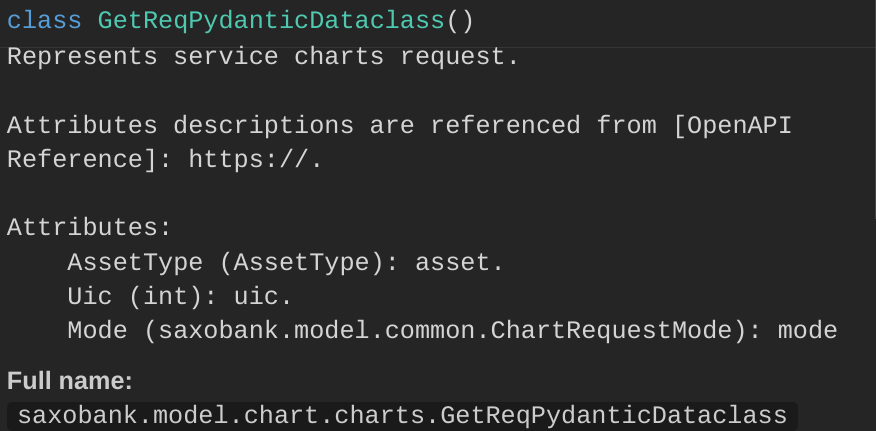 class GetReqPydanticDataclass()
Represents service charts request.
Attributes descriptions are referenced from [OpenAPI
Reference]: https://.
Attributes:
AssetType (AssetType): asset.
Uic (int): uic.
Mode (saxobank.model.common.ChartRequestMode): mode
Full name:
saxobank.model.chart.charts.GetReqPydanticDataclass